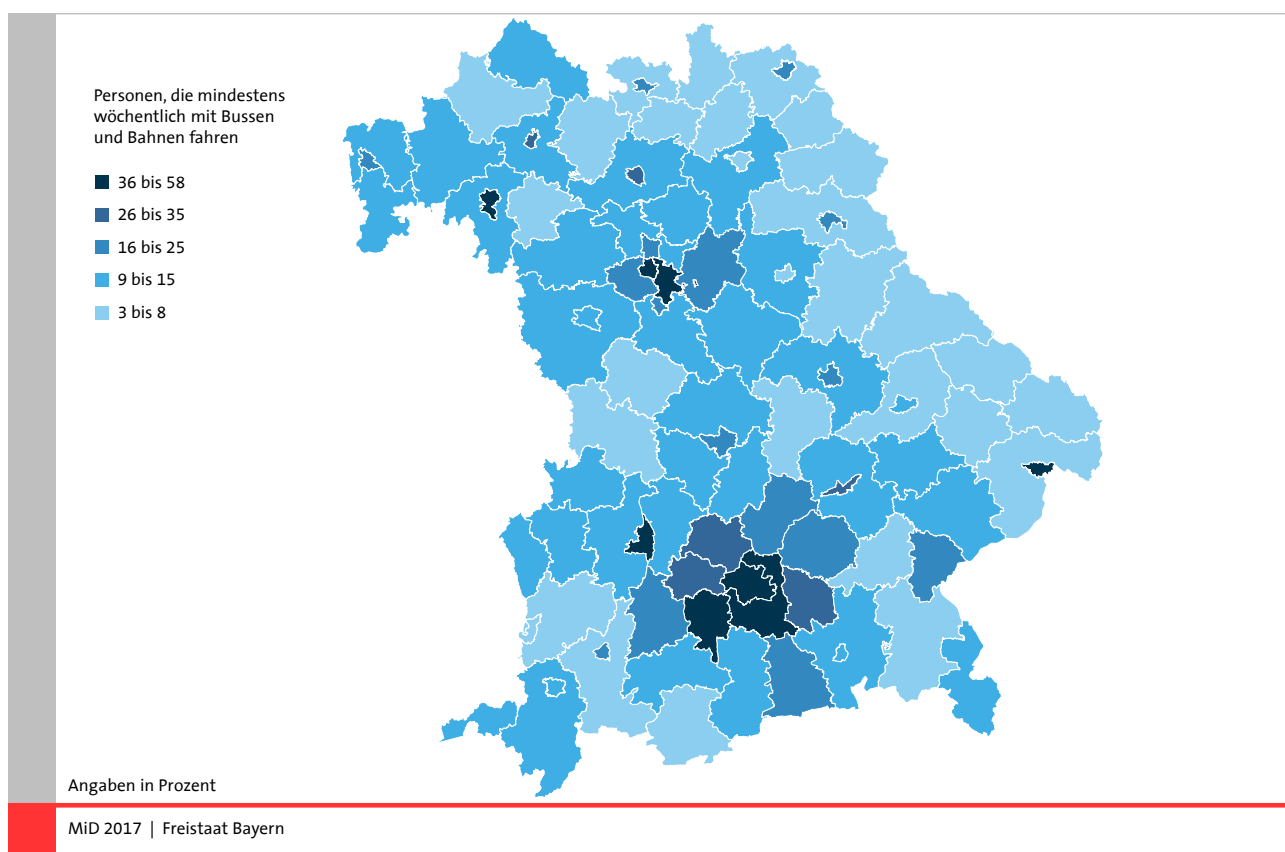 Personen, die mindestens
wöchentlich mit Bussen
und Bahnen fahren
36 bis 58
26 bis 35
16 bis 25
9 bis 15
3 bis 8
Angaben in Prozent
MiD 2017 | Freistaat Bayern